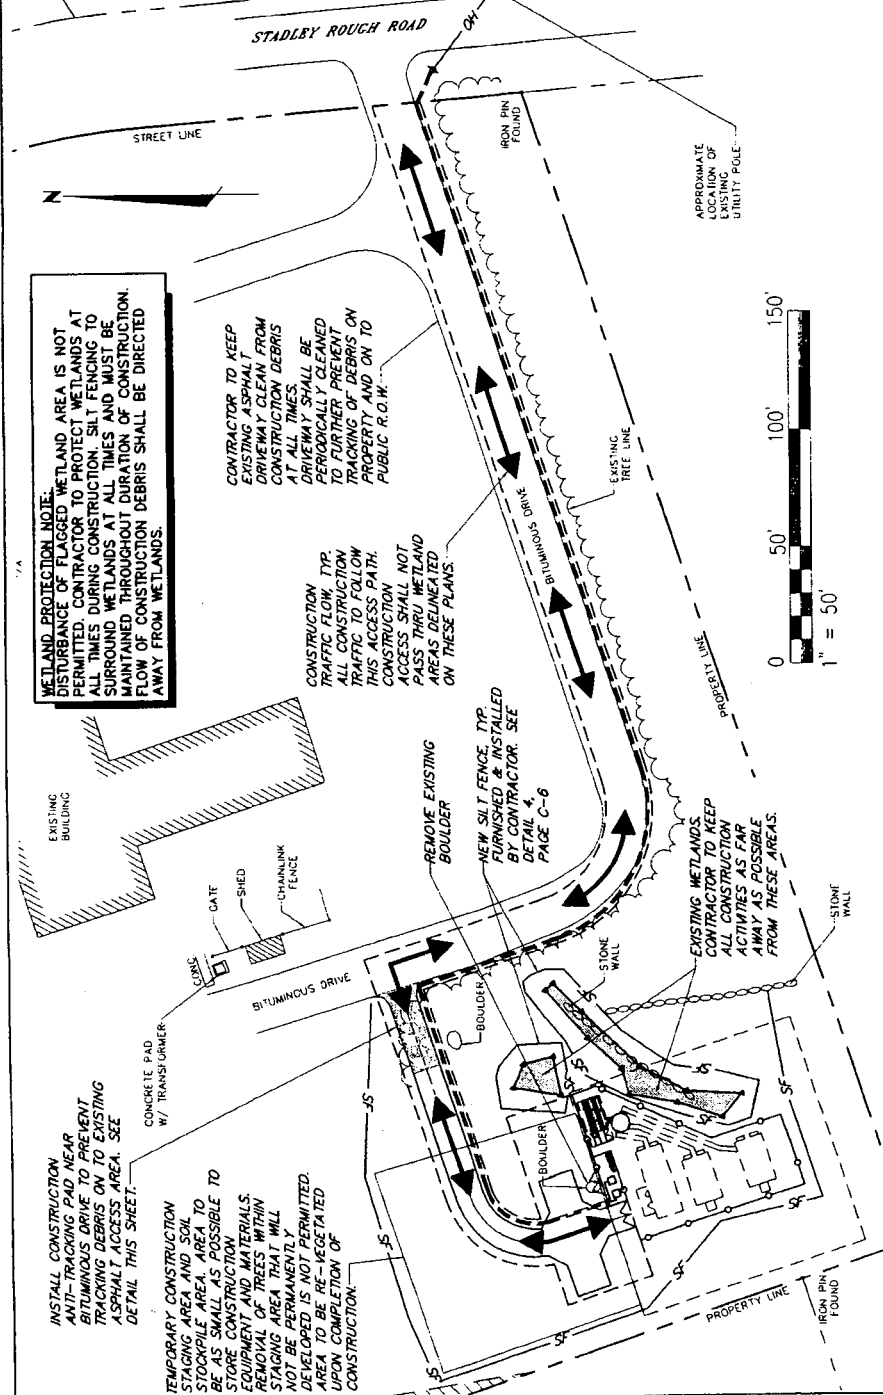 STADLEY ROUGH ROAD
OH
STREET LINE
N
IRON PIN
FOUND
APPROXIMATE
LOCATION OF
EXISTING
UTILITY POLE
WETLAND PROTECTION NOTE:
DISTURBANCE OF FLAGGED WETLAND AREA IS NOT
PERMITTED. CONTRACTOR TO PROTECT WETLANDS AT
ALL TIMES DURING CONSTRUCTION. SILT FENCING TO
SURROUND WETLANDS AT ALL TIMES AND MUST BE
MAINTAINED THROUGHOUT DURATION OF CONSTRUCTION.
FLOW OF CONSTRUCTION DEBRIS SHALL BE DIRECTED
AWAY FROM WETLANDS.
CONTRACTOR TO KEEP
EXISTING ASPHALT
DRIVEWAY CLEAN FROM
CONSTRUCTION DEBRIS
AT ALL TIMES.
DRIVEWAY SHALL BE
PERIODICALLY CLEANED
TO FURTHER PREVENT
TRACKING OF DEBRIS ON
PROPERTY AND ON TO
PUBLIC R.O.W.
CONSTRUCTION
TRAFFIC FLOW, TYP.
ALL CONSTRUCTION
TRAFFIC TO FOLLOW
THIS ACCESS PATH.
CONSTRUCTION
ACCESS SHALL NOT
PASS THRU WETLAND
AREAS DELINEATED
ON THESE PLANS.
BITUMINOUS DRIVE
EXISTING
TREE LINE
0
50'
100'
150'
1" = 50'
PROPERTY LINE
EXISTING
BUILDING
GATE
SHED
CHAINLINK
FENCE
CONC
CONCRETE PAD
W/ TRANSFORMER
BITUMINOUS DRIVE
REMOVE EXISTING
BOULDER
NEW SILT FENCE, TYP.
FURNISHED & INSTALLED
BY CONTRACTOR. SEE
DETAIL 4,
PAGE C-6
EXISTING WETLANDS.
CONTRACTOR TO KEEP
ALL CONSTRUCTION
ACTIVITIES AS FAR
AWAY AS POSSIBLE
FROM THESE AREAS.
STONE
WALL
STONE
WALL
BOULDER
BOULDER
INSTALL CONSTRUCTION
ANTI-TRACKING PAD NEAR
BITUMINOUS DRIVE TO PREVENT
TRACKING DEBRIS ON TO EXISTING
ASPHALT ACCESS AREA. SEE
DETAIL THIS SHEET.
TEMPORARY CONSTRUCTION
STAGING AREA AND SOIL
STOCKPILE AREA. AREA TO
BE AS SMALL AS POSSIBLE TO
STORE CONSTRUCTION
EQUIPMENT AND MATERIALS.
REMOVAL OF TREES WITHIN
STAGING AREA THAT WILL
NOT BE PERMANENTLY
DEVELOPED IS NOT PERMITTED.
AREA TO BE RE-VEGETATED
UPON COMPLETION OF
CONSTRUCTION.
SF
SF
SF
SF
SF
SF
SF
SF
SF
SF
SF
SF
PROPERTY LINE
IRON PIN
FOUND